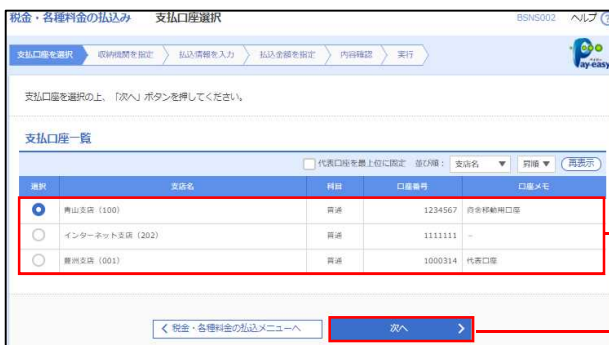 税金・各種料金の払込み 支払口座選択 BSNS002 ヘルプ ?
支払口座を選択 収納機関を指定 払込情報を入力 払込金額を指定 内容確認 実行
Pay-easy
支払口座を選択の上、「次へ」ボタンを押してください。
支払口座一覧
代表口座を最上位に固定 並び順： 支店名 ▼ 昇順 ▼ 再表示
選択 支店名 科目 口座番号 口座メモ
青山支店（100） 普通 1234567 資金移動用口座
インターネット支店（202） 普通 1111111 -
豊洲支店（001） 普通 1000314 代表口座
税金・各種料金の払込メニューへ 次へ